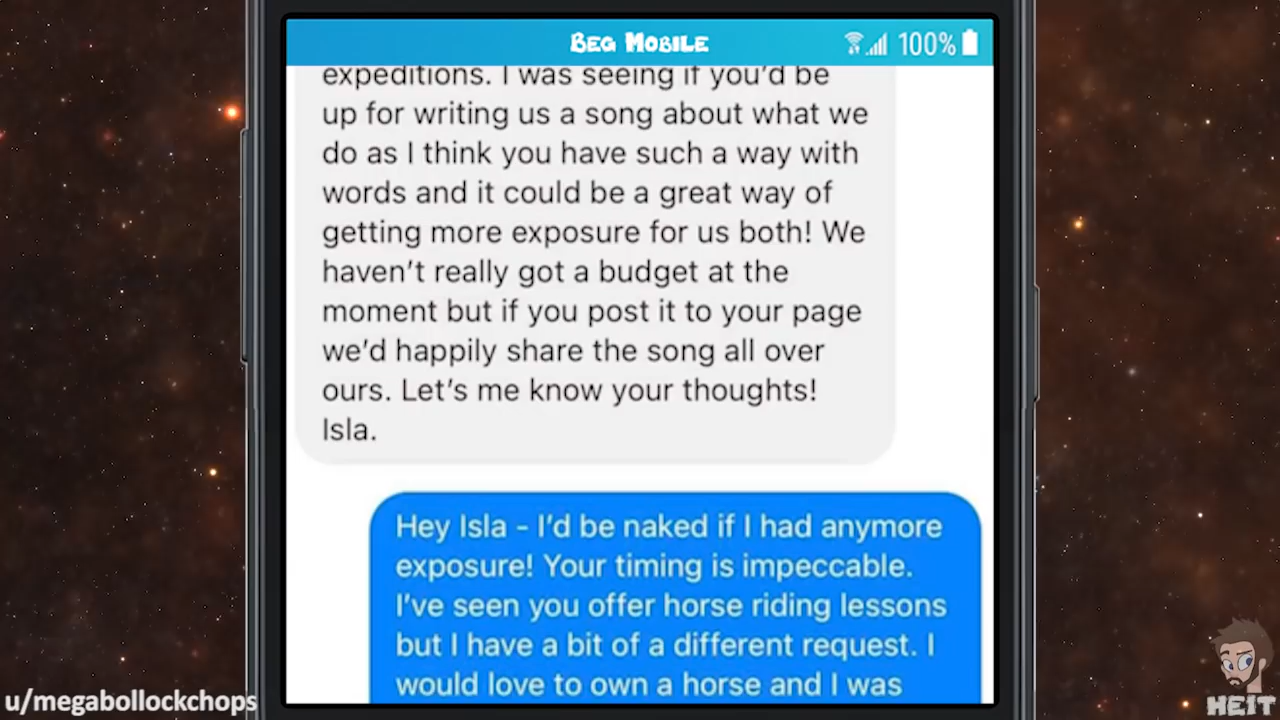 BEG MOBILE
100%
expeditions. I was seeing if you'd be
up for writing us a song about what we
do as I think you have such a way with
words and it could be a great way of
getting more exposure for us both! We
haven't really got a budget at the
moment but if you post it to your page
we'd happily share the song all over
ours. Let's me know your thoughts!
Isla.
Hey Isla - I'd be naked if I had anymore
exposure! Your timing is impeccable.
I've seen you offer horse riding lessons
but I have a bit of a different request. I
would love to own a horse and I was
u/megabollockchops
HEIT